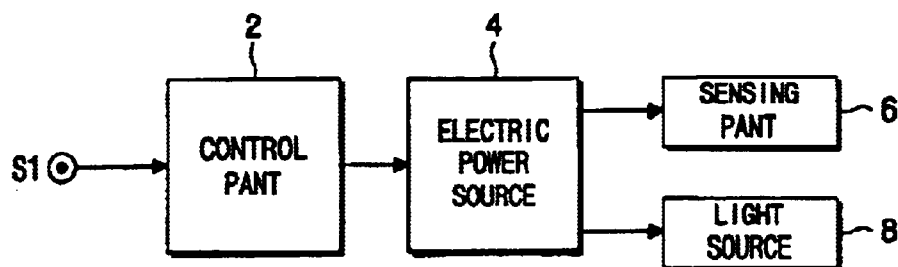 2
4
S1
CONTROL
PANT
ELECTRIC
POWER
SOURCE
SENSING
PANT
6
LIGHT
SOURCE
8